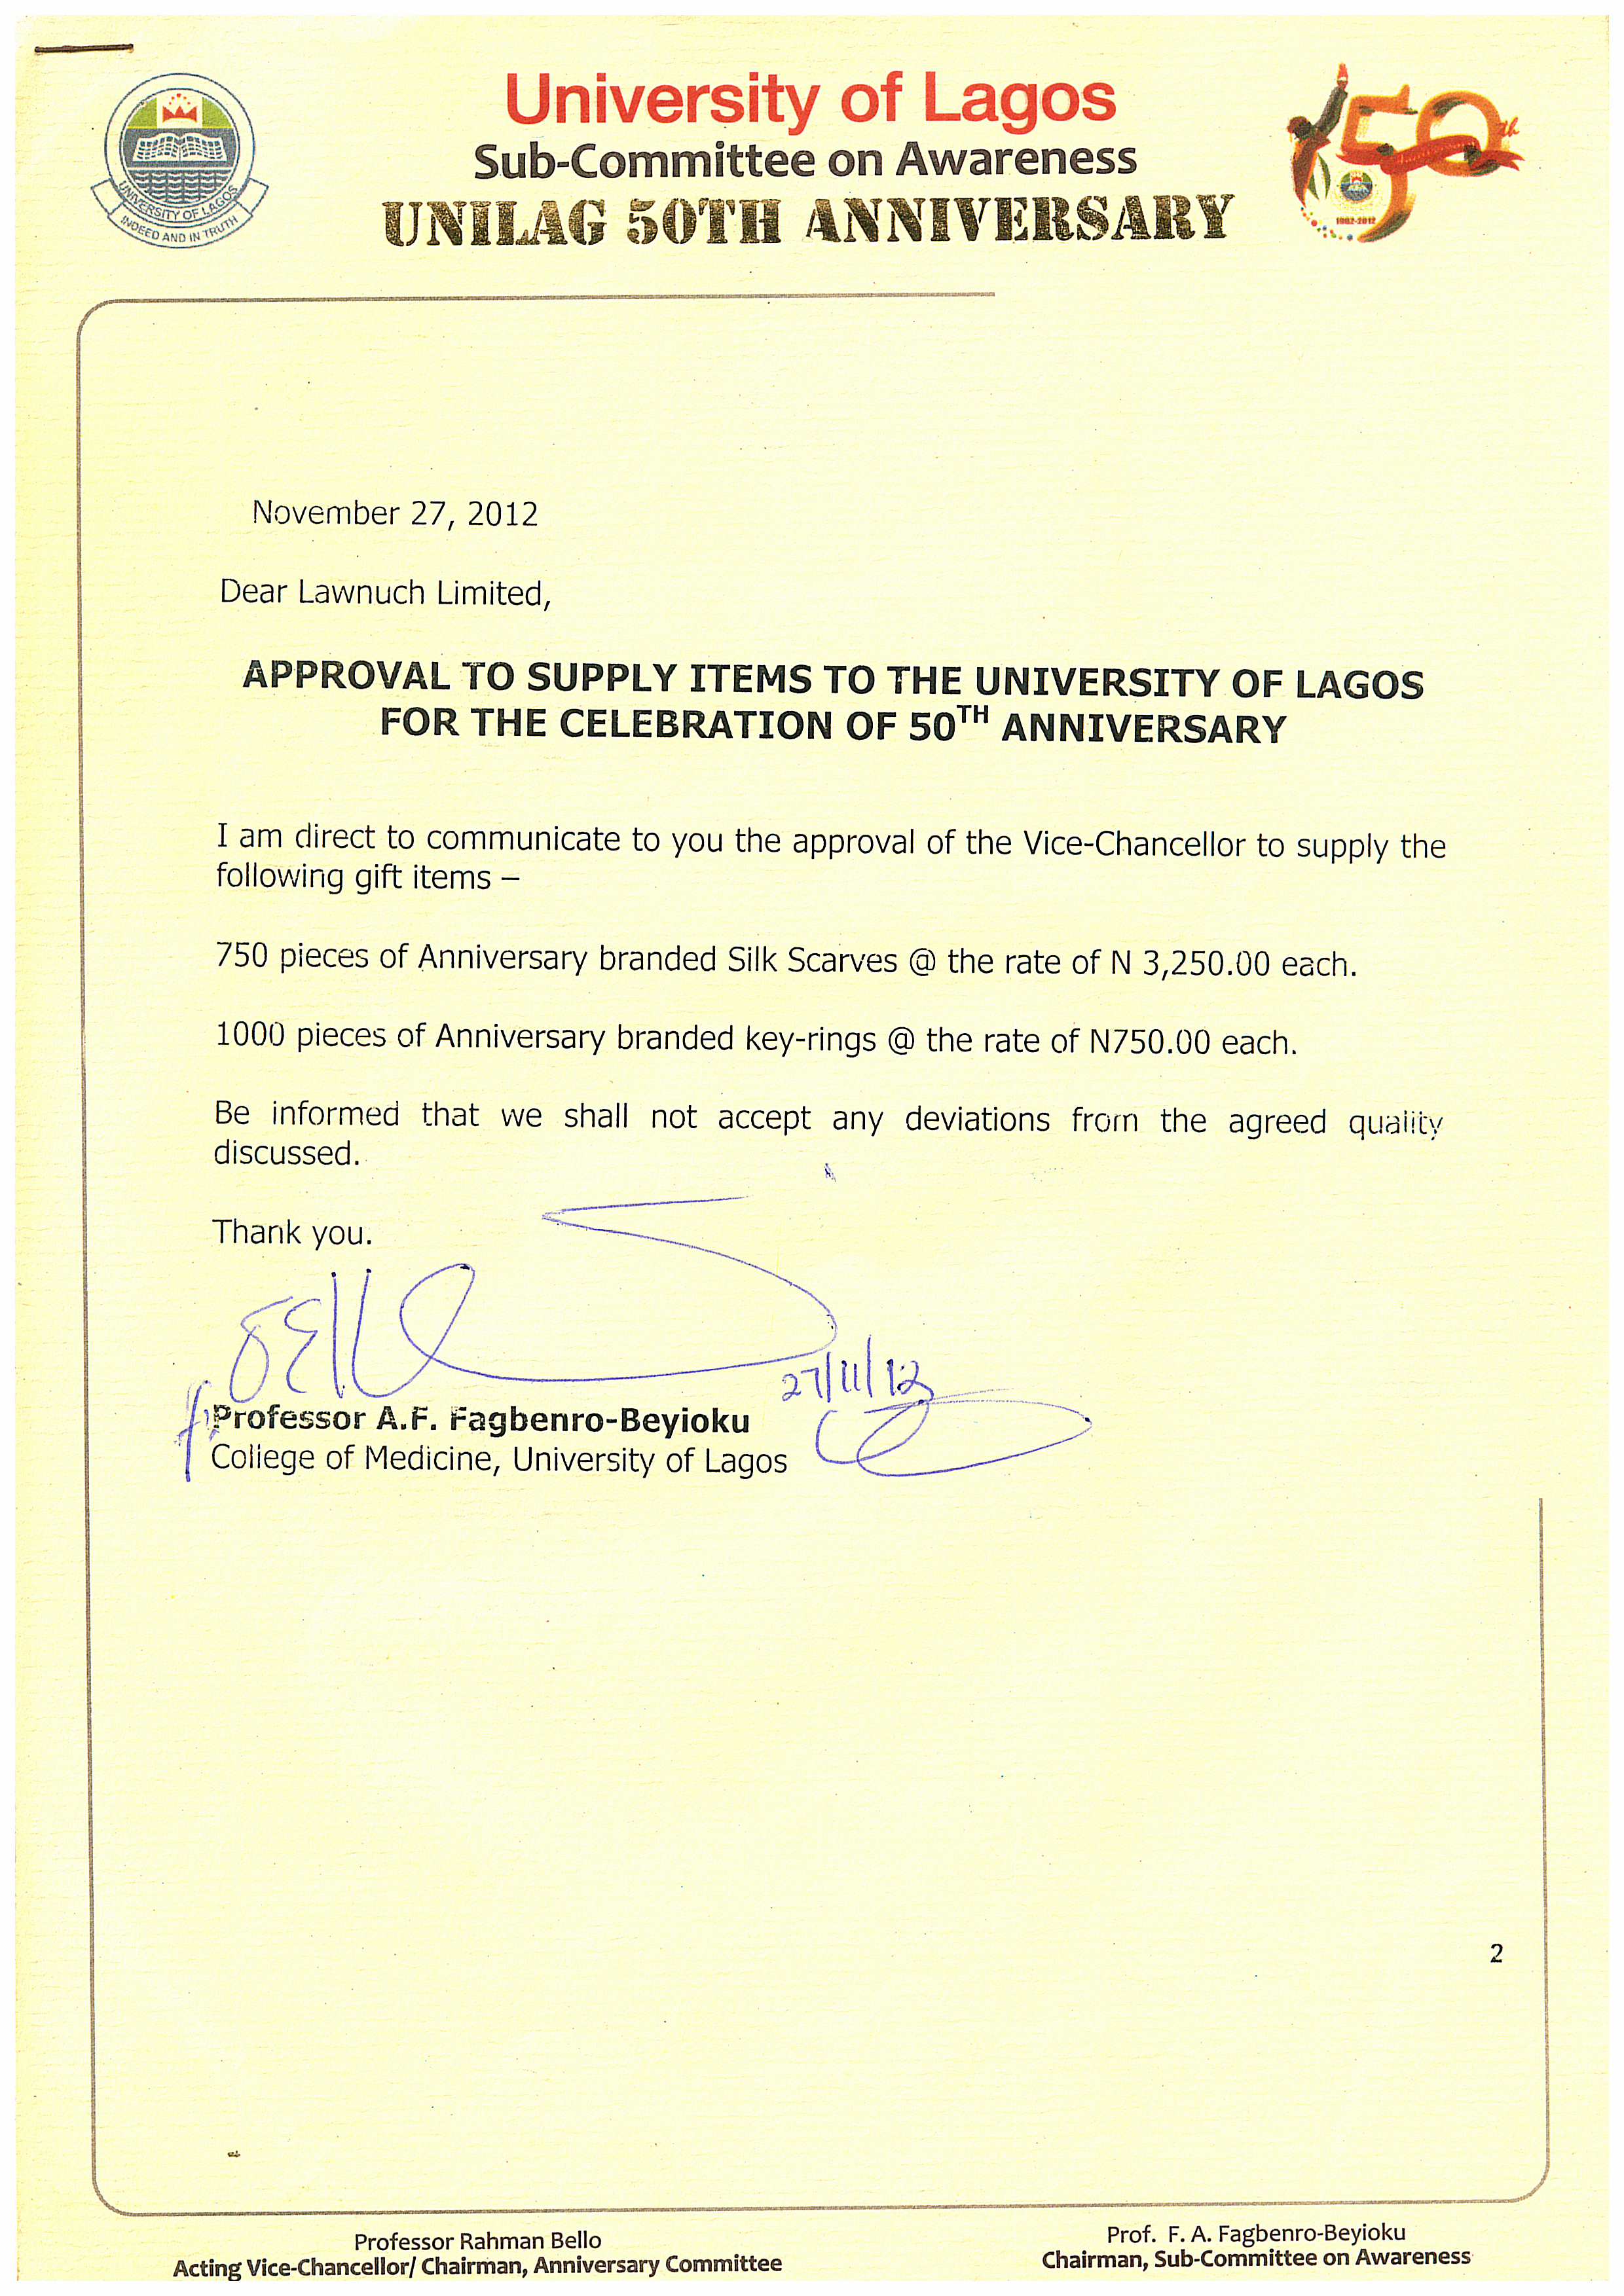 University of Lagos
Sub-Committee on Awareness
UNILAG 50TH ANNIVERSARY
50th
1962-2012
UNIVERSITY OF LAGOS
INDEED AND IN TRUTH
November 27, 2012
Dear Lawnuch Limited,
APPROVAL TO SUPPLY ITEMS TO THE UNIVERSITY OF LAGOS
FOR THE CELEBRATION OF 50TH ANNIVERSARY
I am direct to communicate to you the approval of the Vice-Chancellor to supply the
following gift items –
750 pieces of Anniversary branded Silk Scarves @ the rate of N 3,250.00 each.
1000 pieces of Anniversary branded key-rings @ the rate of N750.00 each.
Be informed that we shall not accept any deviations from the agreed quality
discussed.
Thank you.
27/11/12
Professor A.F. Fagbenro-Beyioku
College of Medicine, University of Lagos
2
Professor Rahman Bello
Acting Vice-Chancellor/ Chairman, Anniversary Committee
Prof. F. A. Fagbenro-Beyioku
Chairman, Sub-Committee on Awareness